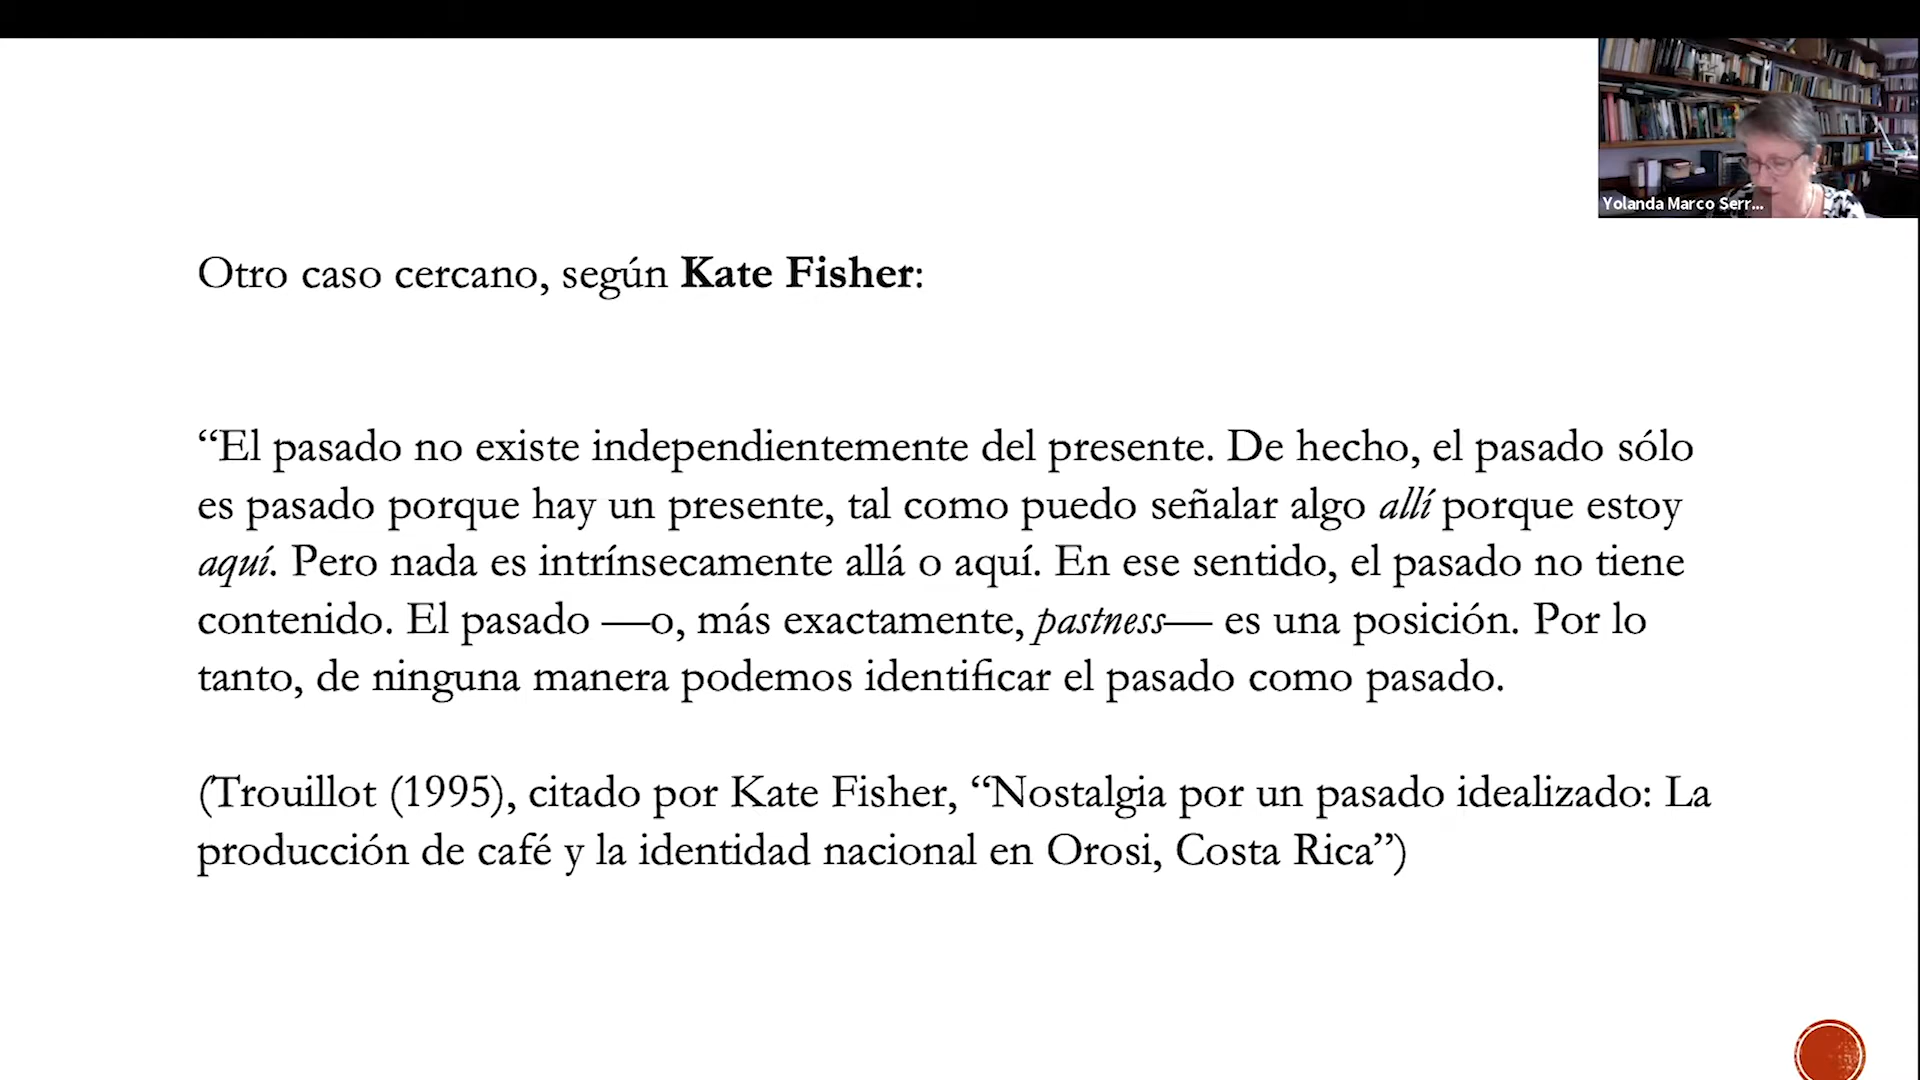 Yolanda Marco Serr...
Otro caso cercano, según Kate Fisher:
“El pasado no existe independientemente del presente. De hecho, el pasado sólo
es pasado porque hay un presente, tal como puedo señalar algo allí porque estoy
aquí. Pero nada es intrínsecamente allá o aquí. En ese sentido, el pasado no tiene
contenido. El pasado —o, más exactamente, pastness— es una posición. Por lo
tanto, de ninguna manera podemos identificar el pasado como pasado.
(Trouillot (1995), citado por Kate Fisher, “Nostalgia por un pasado idealizado: La
producción de café y la identidad nacional en Orosi, Costa Rica”)